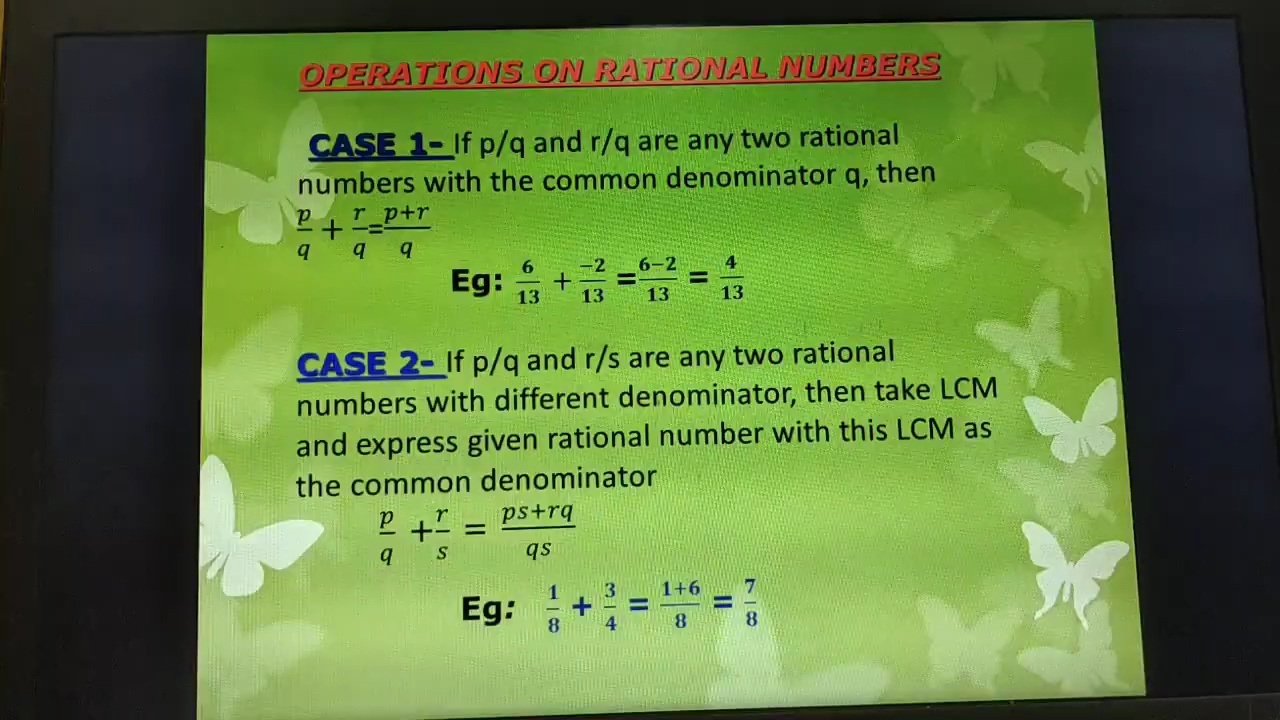 OPERATIONS ON RATIONAL NUMBERS
CASE 1- If p/q and r/q are any two rational
numbers with the common denominator q, then
p/q + r/q = p+r/q
Eg: 6/13 + -2/13 = 6-2/13 = 4/13
CASE 2- If p/q and r/s are any two rational
numbers with different denominator, then take LCM
and express given rational number with this LCM as
the common denominator
p/q + r/s = ps+rq/qs
Eg: 1/8 + 3/4 = 1+6/8 = 7/8